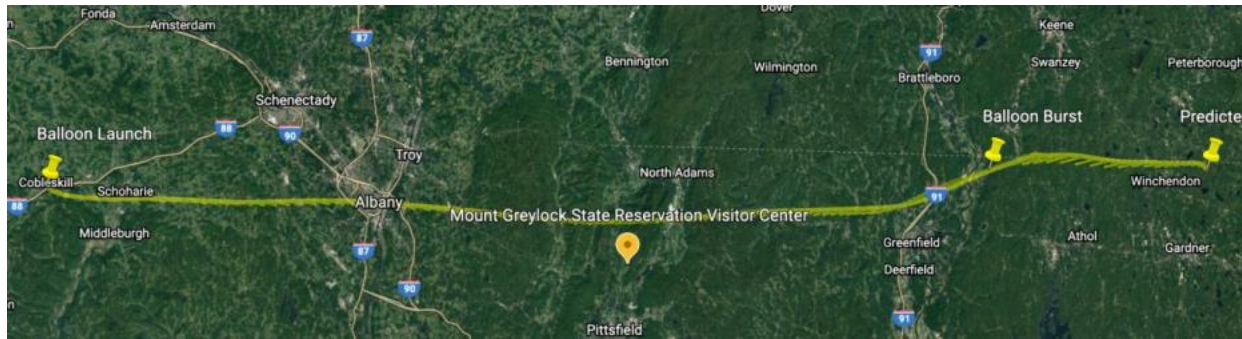 Fonda
Amsterdam
87
Dover
Keene
Bennington
Wilmington
91
Brattleboro
Swanzey
Peterborough
Schenectady
Balloon Launch
88
90
Balloon Burst
Predicte
Troy
Cobleskill
Schoharie
North Adams
Winchendon
88
Albany
91
Mount Greylock State Reservation Visitor Center
Middleburgh
87
Greenfield
Athol
Gardner
Deerfield
90
91
Pittsfield